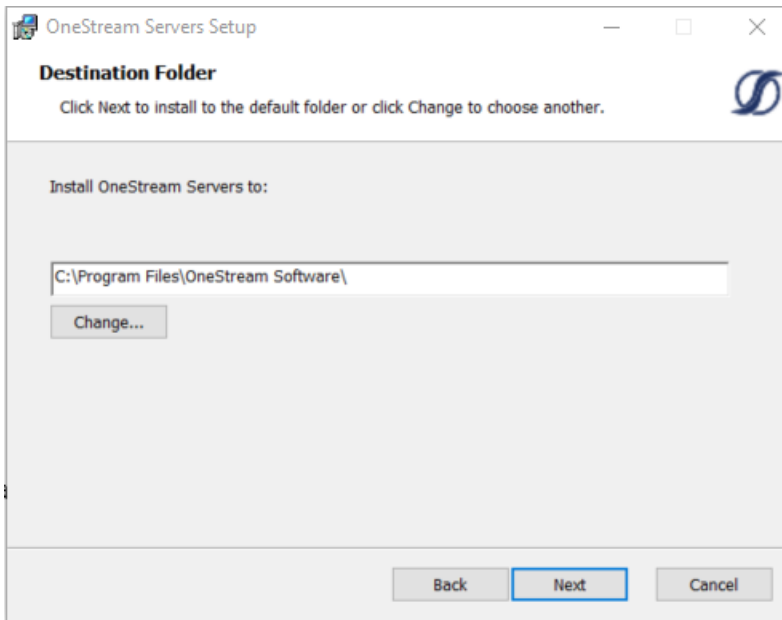 OneStream Servers Setup
Destination Folder
Click Next to install to the default folder or click Change to choose another.
Install OneStream Servers to:
C:\Program Files\OneStream Software\
Change...
Back Next Cancel